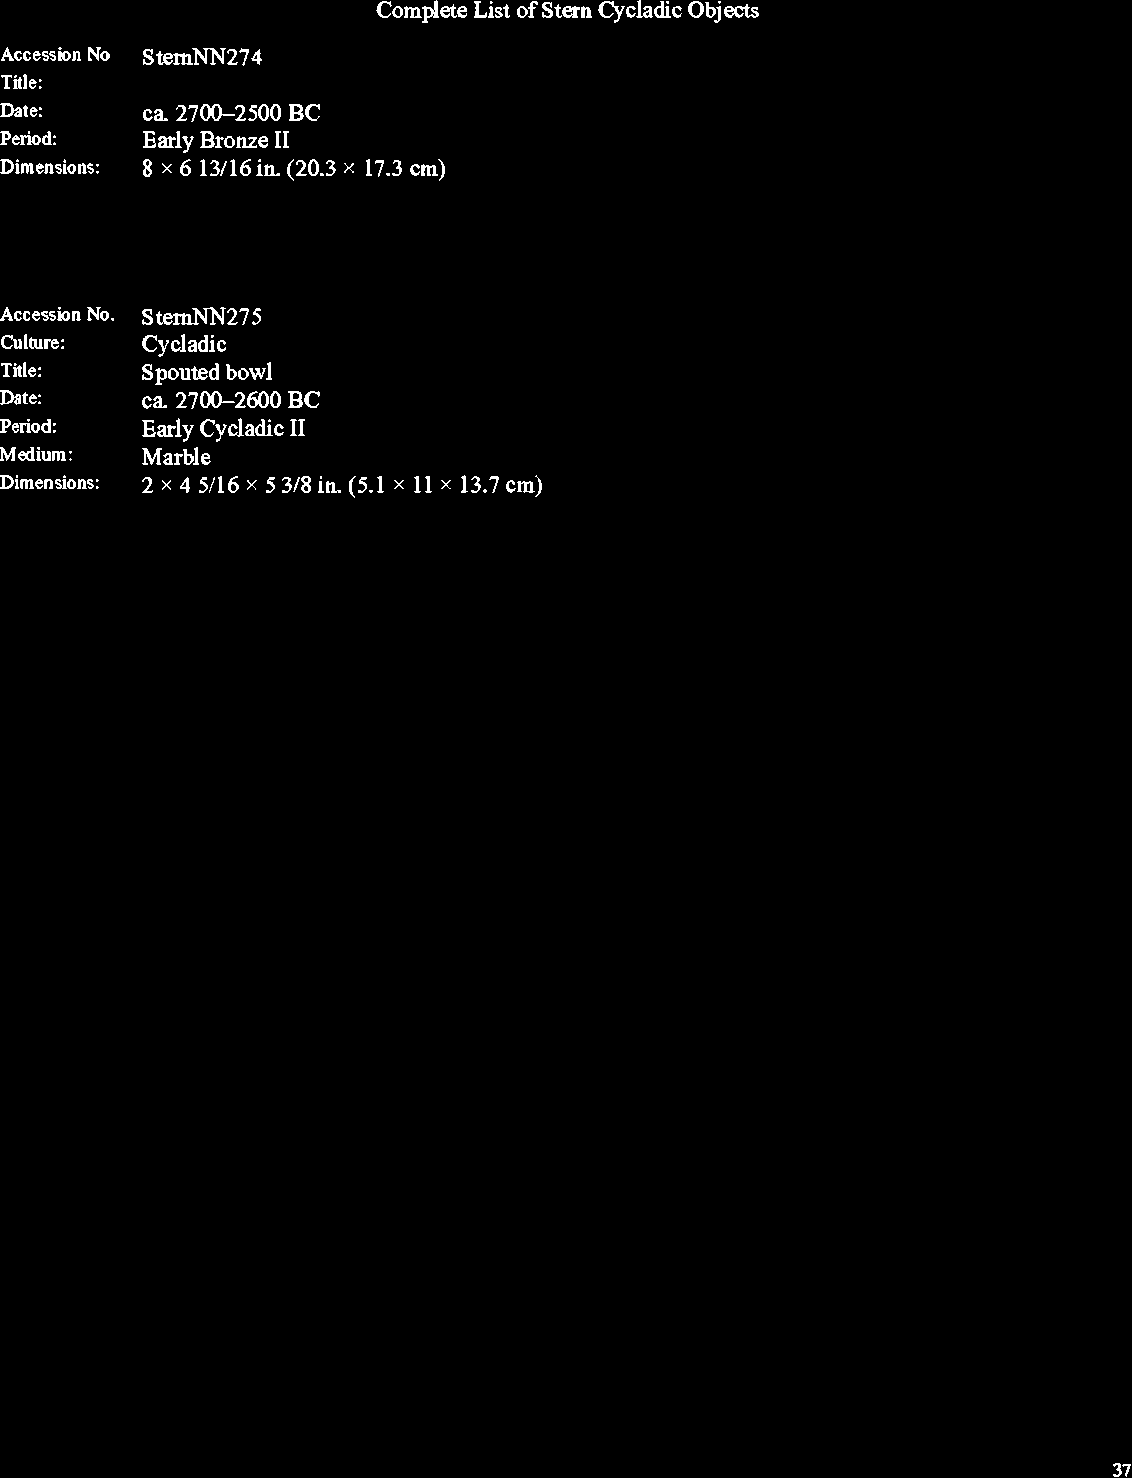 Complete List of Stern Cycladic Objects
Accession No SternNN274
Title:
Date: ca. 2700–2500 BC
Period: Early Bronze II
Dimensions: 8 × 6 13/16 in. (20.3 × 17.3 cm)
Accession No. SternNN275
Culture: Cycladic
Title: Spouted bowl
Date: ca. 2700–2600 BC
Period: Early Cycladic II
Medium: Marble
Dimensions: 2 × 4 5/16 × 5 3/8 in. (5.1 × 11 × 13.7 cm)
37